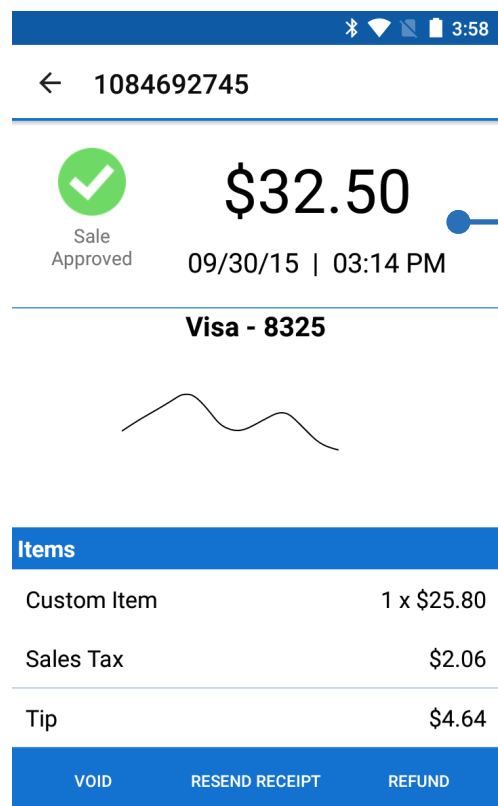 3:58
1084692745
$32.50
Sale
Approved
09/30/15 | 03:14 PM
Visa - 8325
Items
Custom Item 1 x $25.80
Sales Tax $2.06
Tip $4.64
VOID RESEND RECEIPT REFUND